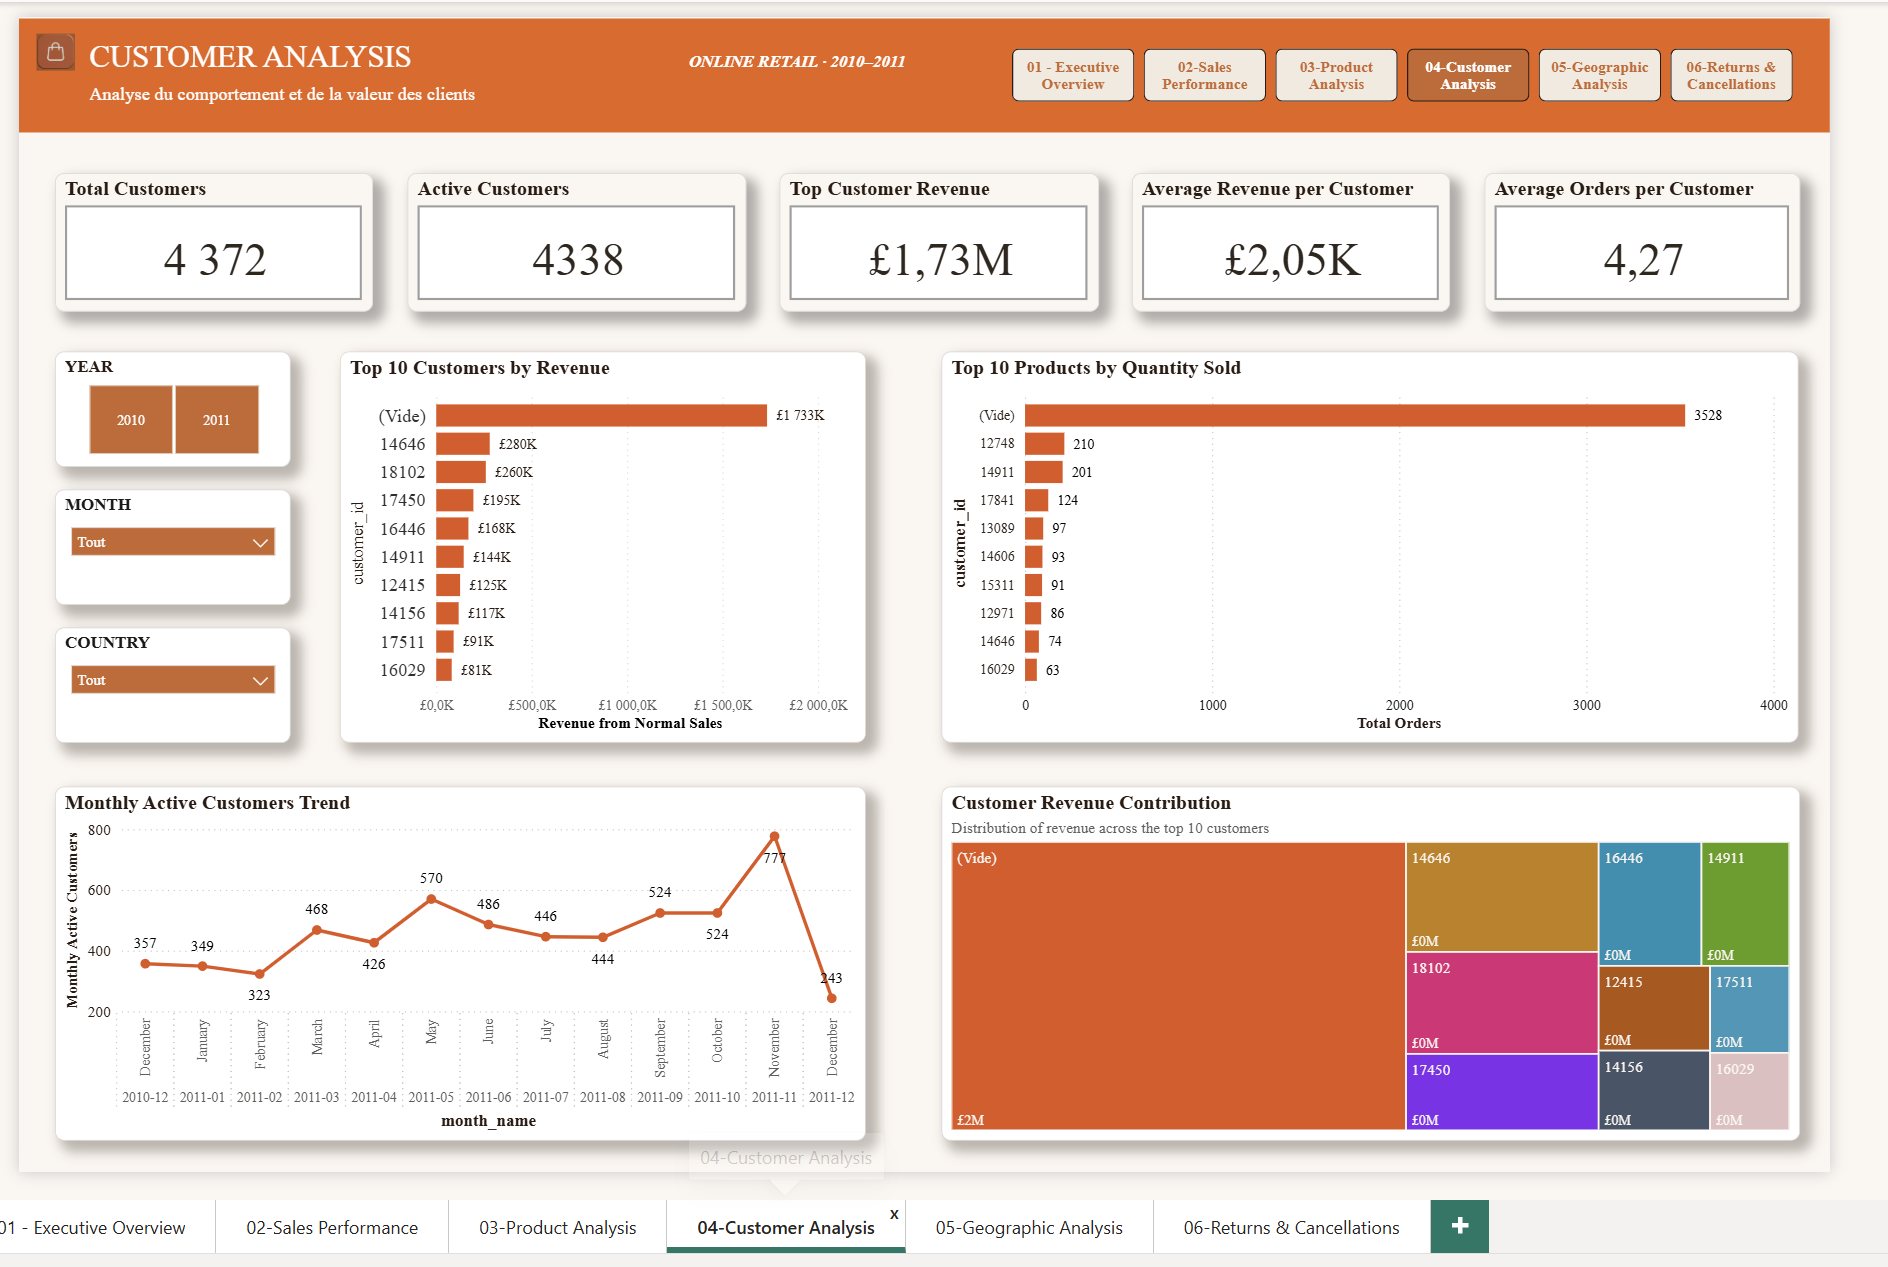 CUSTOMER ANALYSIS
Analyse du comportement et de la valeur des clients
ONLINE RETAIL · 2010–2011
01 - Executive
Overview
02-Sales
Performance
03-Product
Analysis
04-Customer
Analysis
05-Geographic
Analysis
06-Returns &
Cancellations
Total Customers
4 372
Active Customers
4338
Top Customer Revenue
£1,73M
Average Revenue per Customer
£2,05K
Average Orders per Customer
4,27
YEAR
2010
2011
MONTH
Tout
COUNTRY
Tout
Top 10 Customers by Revenue
customer_id
(Vide) £1 733K
14646 £280K
18102 £260K
17450 £195K
16446 £168K
14911 £144K
12415 £125K
14156 £117K
17511 £91K
16029 £81K
£0,0K £500,0K £1 000,0K £1 500,0K £2 000,0K
Revenue from Normal Sales
Top 10 Products by Quantity Sold
customer_id
(Vide) 3528
12748 210
14911 201
17841 124
13089 97
14606 93
15311 91
12971 86
14646 74
16029 63
0 1000 2000 3000 4000
Total Orders
Monthly Active Customers Trend
Monthly Active Customers
800
600
400
200
357 349 323 468 426 570 486 446 444 524 524 777 243
December January February March April May June July August September October November December
2010-12 2011-01 2011-02 2011-03 2011-04 2011-05 2011-06 2011-07 2011-08 2011-09 2011-10 2011-11 2011-12
month_name
Customer Revenue Contribution
Distribution of revenue across the top 10 customers
(Vide)
£2M
14646
£0M
18102
£0M
17450
£0M
16446
£0M
14911
£0M
12415
£0M
17511
£0M
14156
£0M
16029
£0M
04-Customer Analysis
01 - Executive Overview
02-Sales Performance
03-Product Analysis
04-Customer Analysis
x
05-Geographic Analysis
06-Returns & Cancellations
+